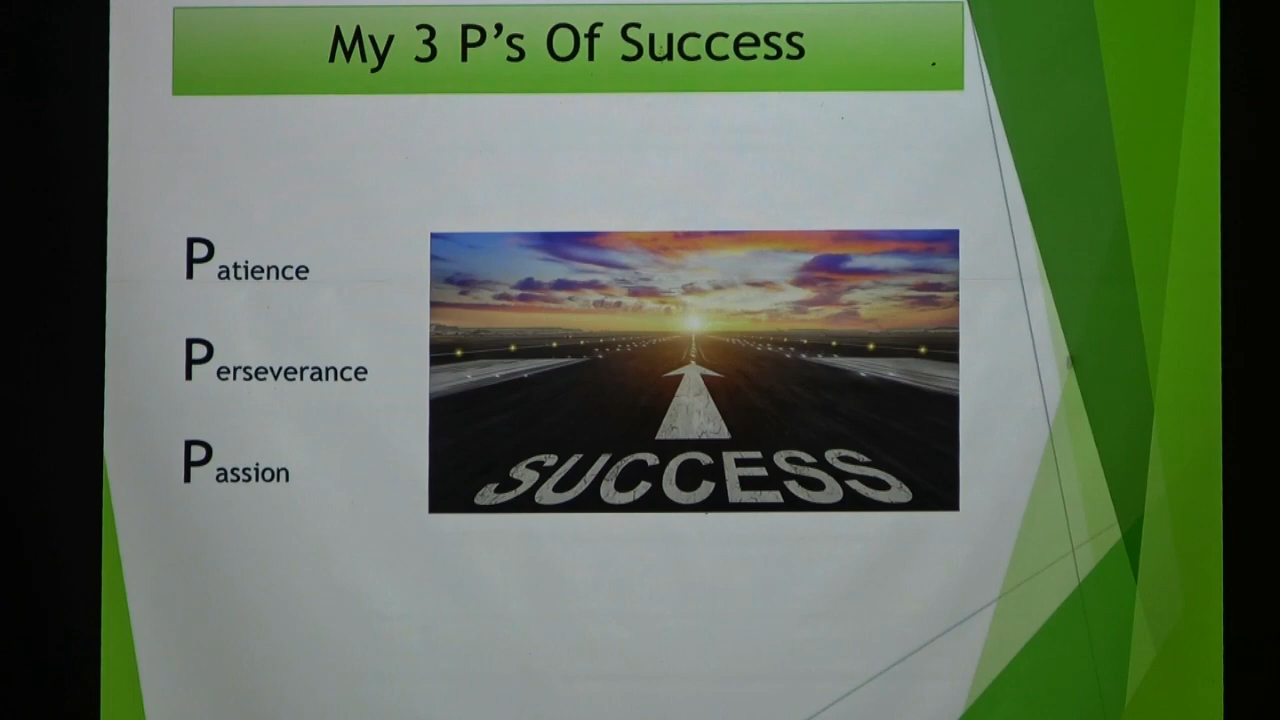 My 3 P's Of Success
Patience
Perseverance
Passion
SUCCESS